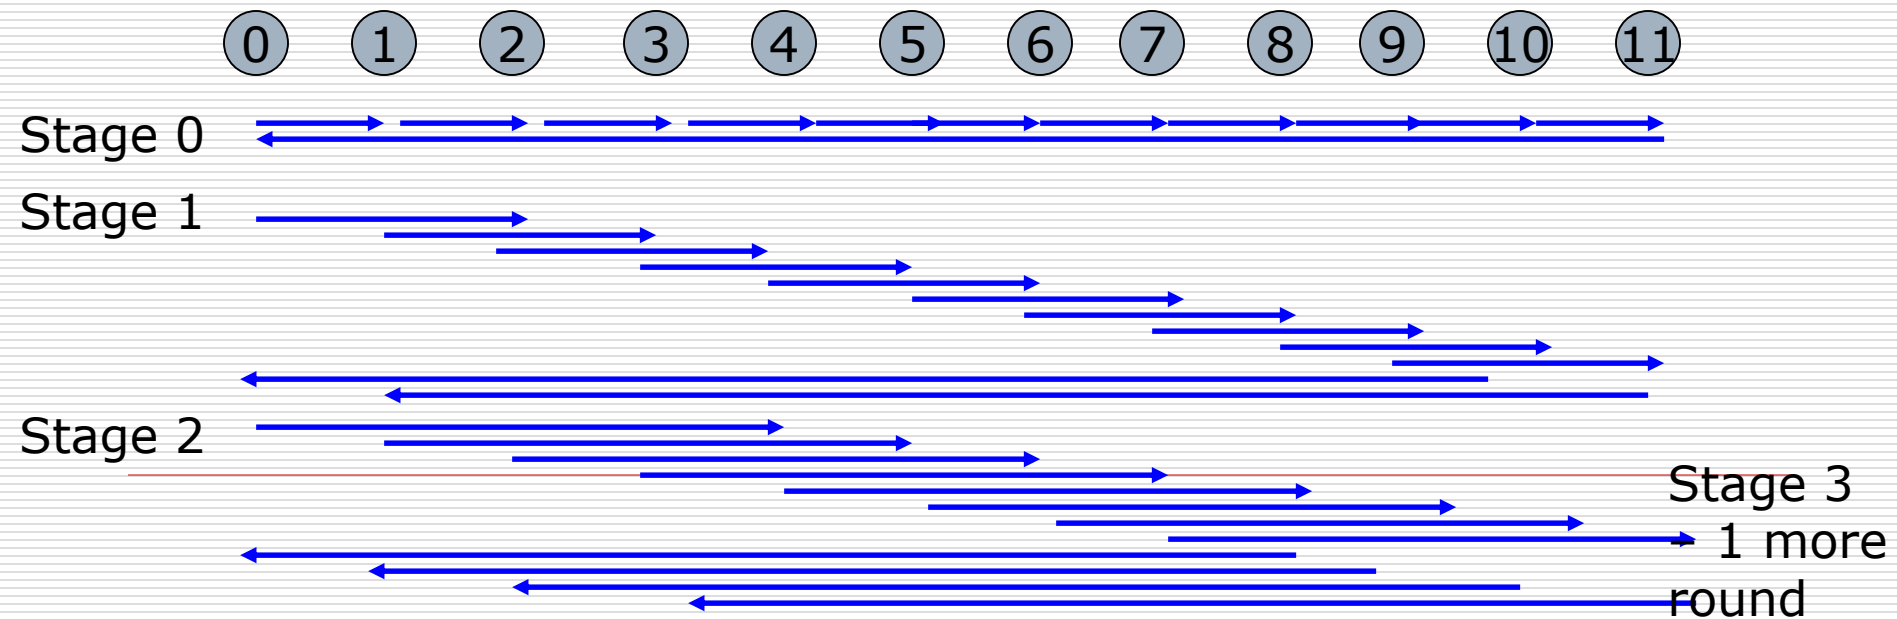 0 1 2 3 4 5 6 7 8 9 10 11
Stage 0
Stage 1
Stage 2
Stage 3
– 1 more
round